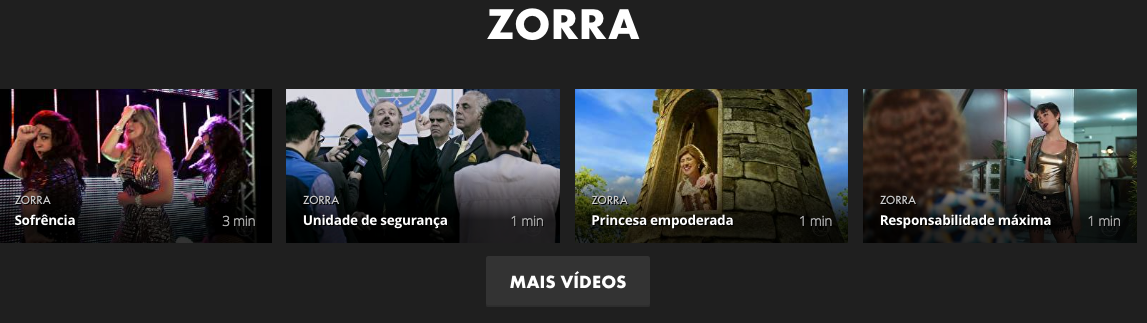 ZORRA
ZORRA
Sofrência
3 min
ZORRA
Unidade de segurança
1 min
ZORRA
Princesa empoderada
1 min
ZORRA
Responsabilidade máxima
1 min
MAIS VÍDEOS